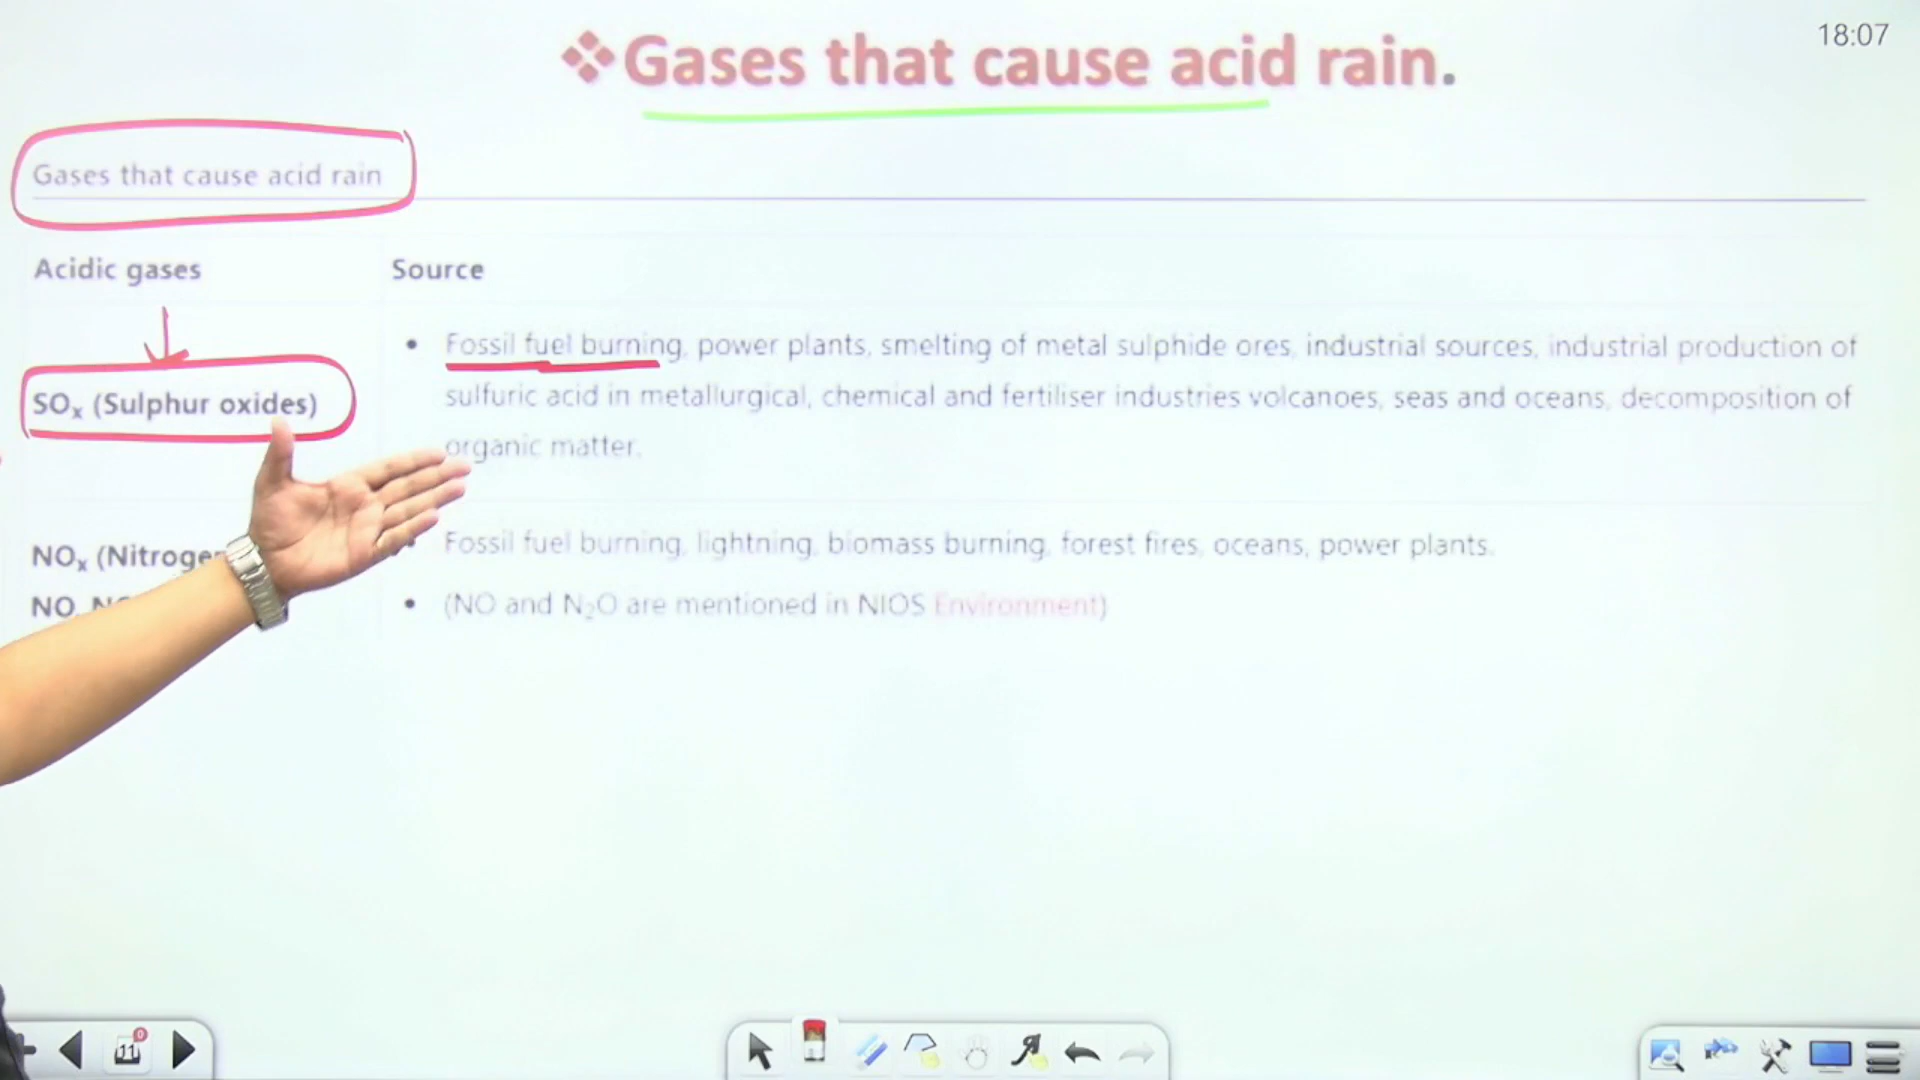 18:07
❖Gases that cause acid rain.
Gases that cause acid rain
Acidic gases Source
SOₓ (Sulphur oxides)
• Fossil fuel burning, power plants, smelting of metal sulphide ores, industrial sources, industrial production of
sulfuric acid in metallurgical, chemical and fertiliser industries volcanoes, seas and oceans, decomposition of
organic matter.
NOₓ
NO
• Fossil fuel burning, lightning, biomass burning, forest fires, oceans, power plants.
• (NO and N₂O are mentioned in NIOS Environment)
11
0